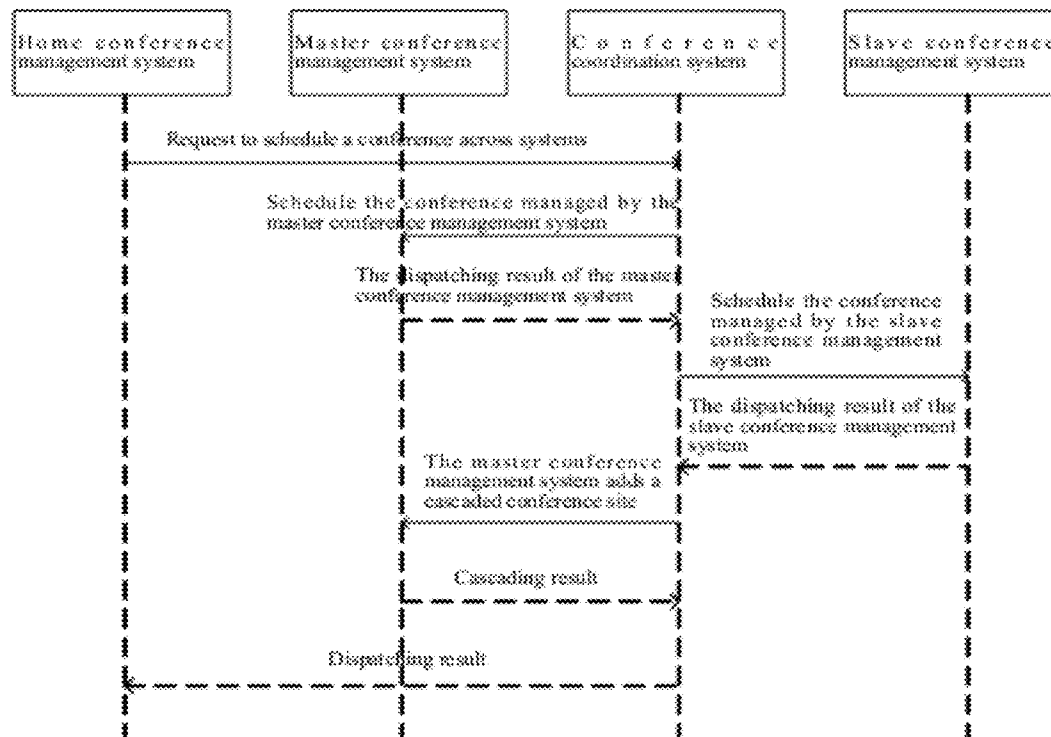 Home conference
management system
Master conference
management system
Conference
coordination system
Slave conference
management system
Request to schedule a conference across systems
Schedule the conference managed by the
master conference management system
The dispatching result of the master
conference management system
Schedule the conference
managed by the slave
conference management
system
The dispatching result of the
slave conference management
system
The master conference
management system adds a
cascaded conference site
Cascading result
Dispatching result